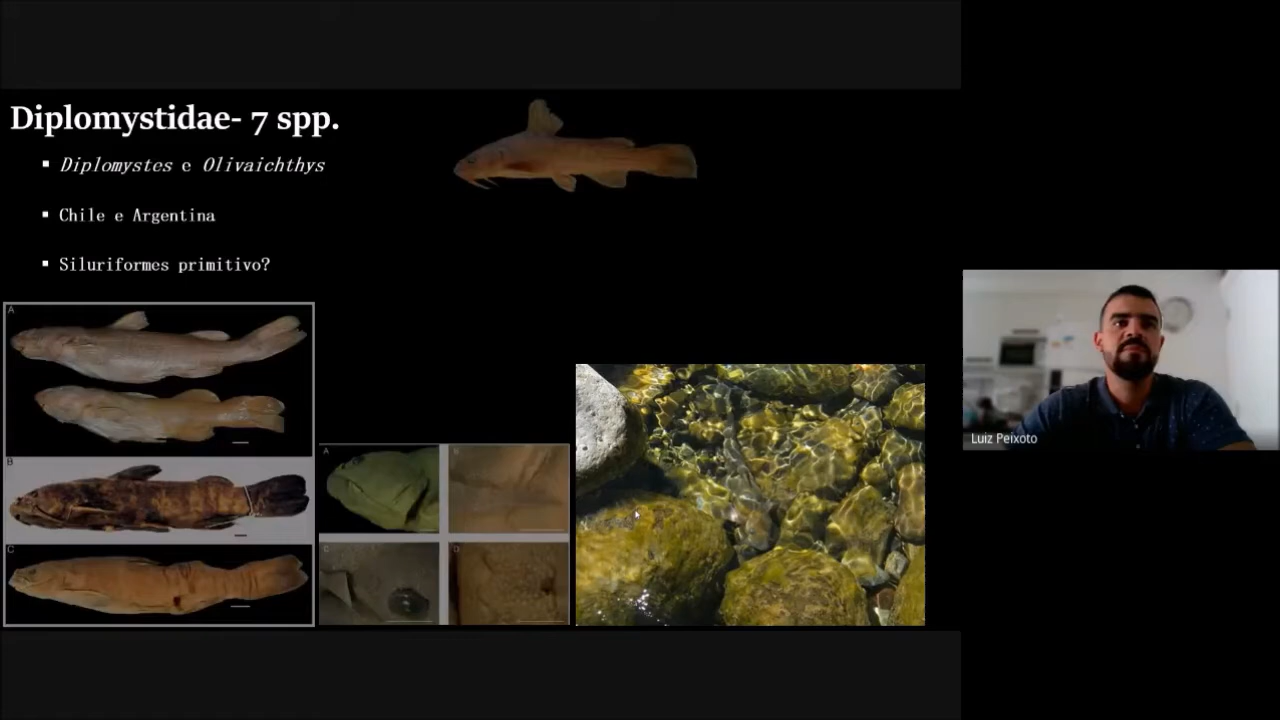 Diplomystidae- 7 spp.
▪ Diplomystes e Olivaichthys
▪ Chile e Argentina
▪ Siluriformes primitivo?
A
B
C
A
B
C
D
Luiz Peixoto